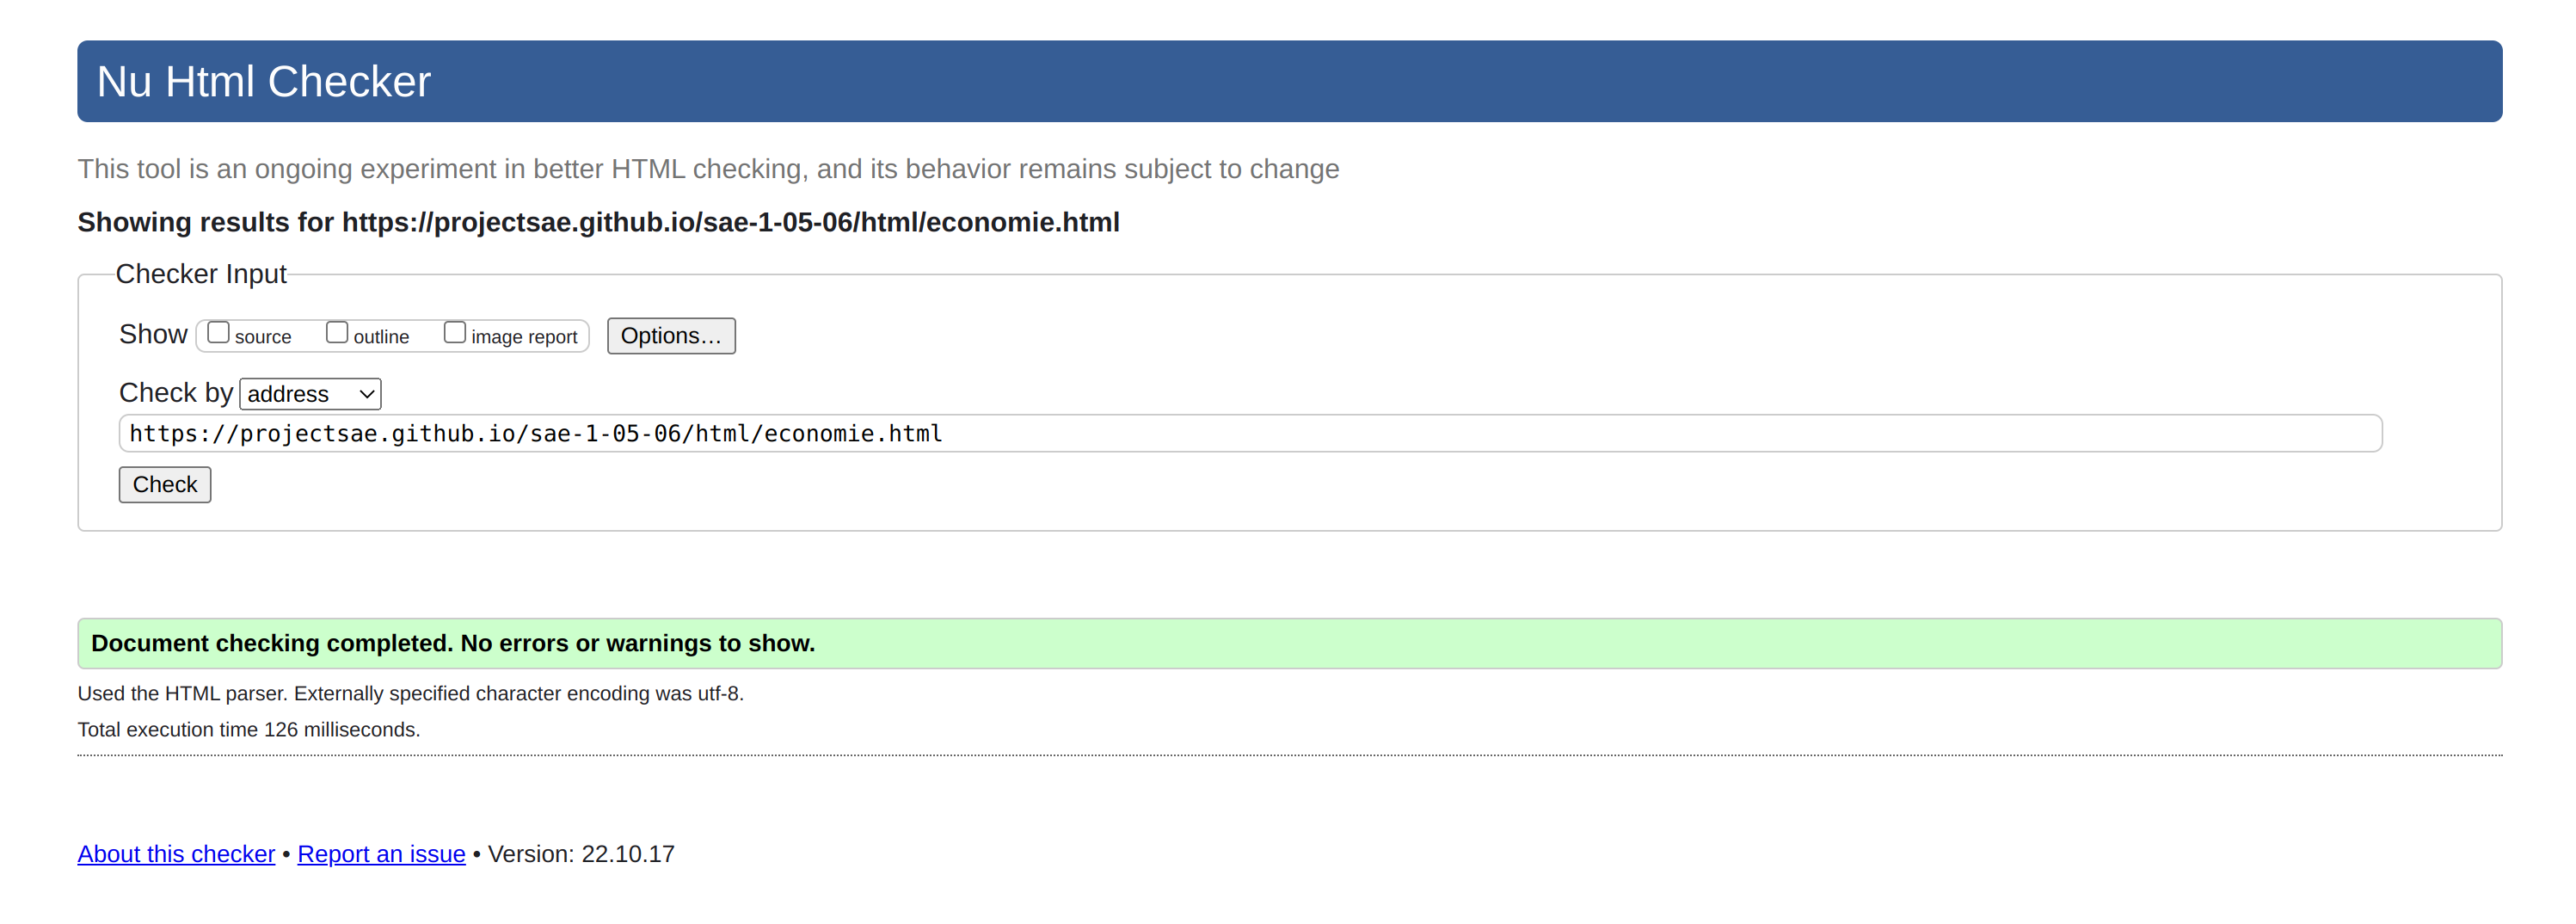 Nu Html Checker
This tool is an ongoing experiment in better HTML checking, and its behavior remains subject to change
Showing results for https://projectsae.github.io/sae-1-05-06/html/economie.html
Checker Input
Show source outline image report Options…
Check by address
https://projectsae.github.io/sae-1-05-06/html/economie.html
Check
Document checking completed. No errors or warnings to show.
Used the HTML parser. Externally specified character encoding was utf-8.
Total execution time 126 milliseconds.
About this checker • Report an issue • Version: 22.10.17